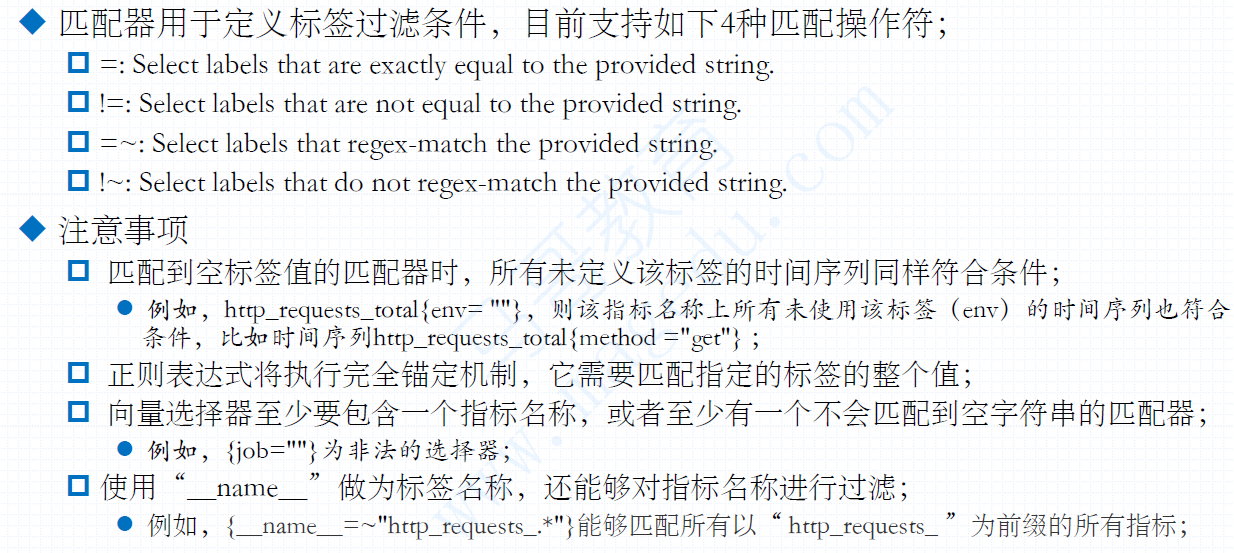 匹配器用于定义标签过滤条件，目前支持如下4种匹配操作符；
=: Select labels that are exactly equal to the provided string.
!=: Select labels that are not equal to the provided string.
=~: Select labels that regex-match the provided string.
!~: Select labels that do not regex-match the provided string.
注意事项
匹配到空标签值的匹配器时，所有未定义该标签的时间序列同样符合条件；
例如，http_requests_total{env= ""}，则该指标名称上所有未使用该标签（env）的时间序列也符合
条件，比如时间序列http_requests_total{method ="get"}；
正则表达式将执行完全锚定机制，它需要匹配指定的标签的整个值；
向量选择器至少要包含一个指标名称，或者至少有一个不会匹配到空字符串的匹配器；
例如，{job=""}为非法的选择器；
使用“__name__”做为标签名称，还能够对指标名称进行过滤；
例如，{__name__=~"http_requests_.*"}能够匹配所有以“ http_requests_ ”为前缀的所有指标；